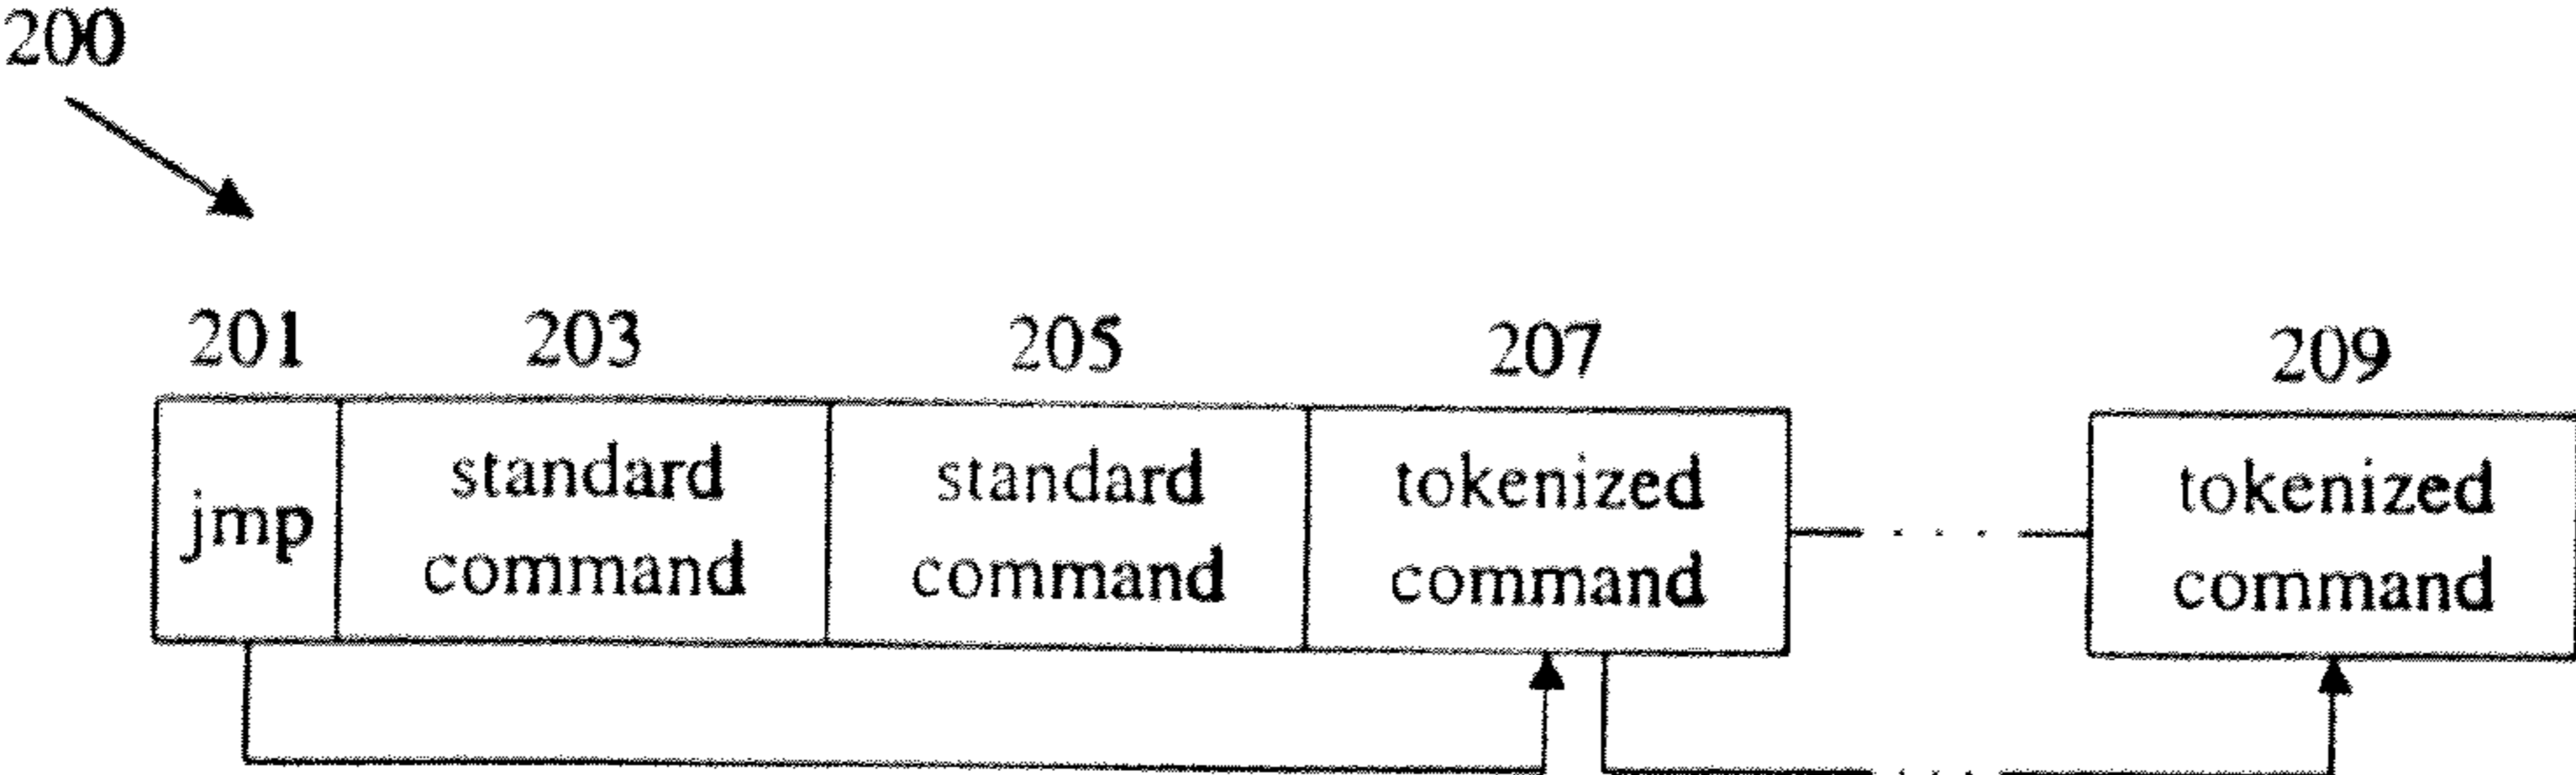 200
201 203 205 207 209
jmp
standard
command
standard
command
tokenized
command
. . .
tokenized
command
. . .